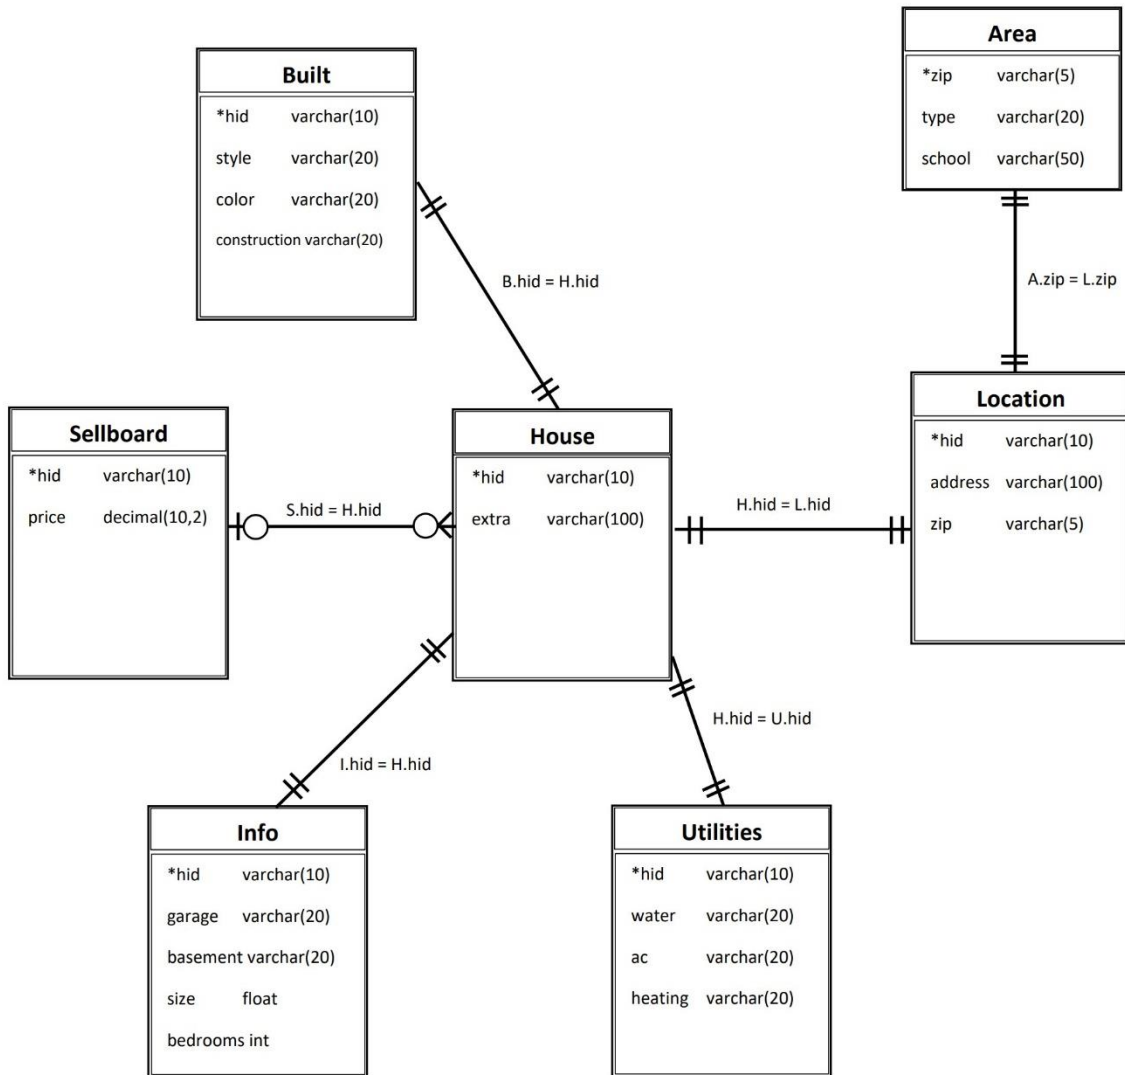 Built
*hid varchar(10)
style varchar(20)
color varchar(20)
construction varchar(20)
Area
*zip varchar(5)
type varchar(20)
school varchar(50)
B.hid = H.hid
A.zip = L.zip
Sellboard
*hid varchar(10)
price decimal(10,2)
S.hid = H.hid
House
*hid varchar(10)
extra varchar(100)
H.hid = L.hid
Location
*hid varchar(10)
address varchar(100)
zip varchar(5)
I.hid = H.hid
H.hid = U.hid
Info
*hid varchar(10)
garage varchar(20)
basement varchar(20)
size float
bedrooms int
Utilities
*hid varchar(10)
water varchar(20)
ac varchar(20)
heating varchar(20)